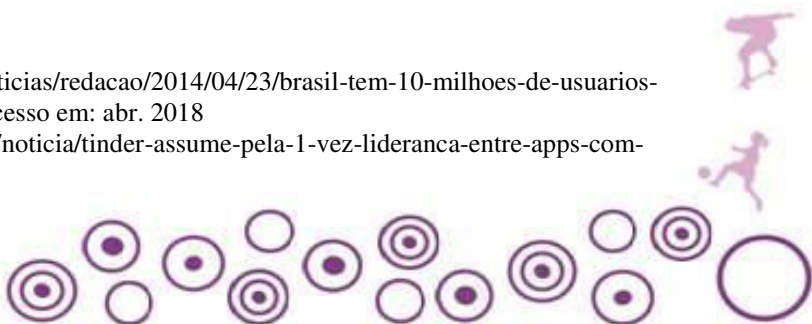 ticias/redacao/2014/04/23/brasil-tem-10-milhoes-de-usuarios-
cesso em: abr. 2018
/noticia/tinder-assume-pela-1-vez-lideranca-entre-apps-com-